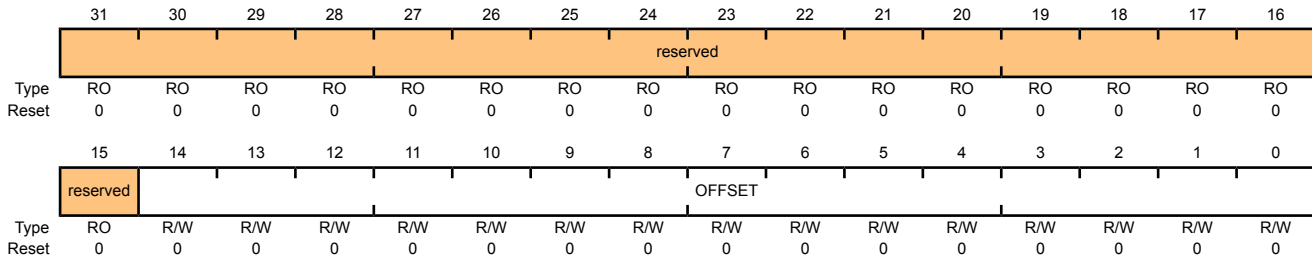 31 30 29 28 27 26 25 24 23 22 21 20 19 18 17 16
reserved
Type RO RO RO RO RO RO RO RO RO RO RO RO RO RO RO RO
Reset 0 0 0 0 0 0 0 0 0 0 0 0 0 0 0 0
15 14 13 12 11 10 9 8 7 6 5 4 3 2 1 0
reserved OFFSET
Type RO R/W R/W R/W R/W R/W R/W R/W R/W R/W R/W R/W R/W R/W R/W R/W
Reset 0 0 0 0 0 0 0 0 0 0 0 0 0 0 0 0